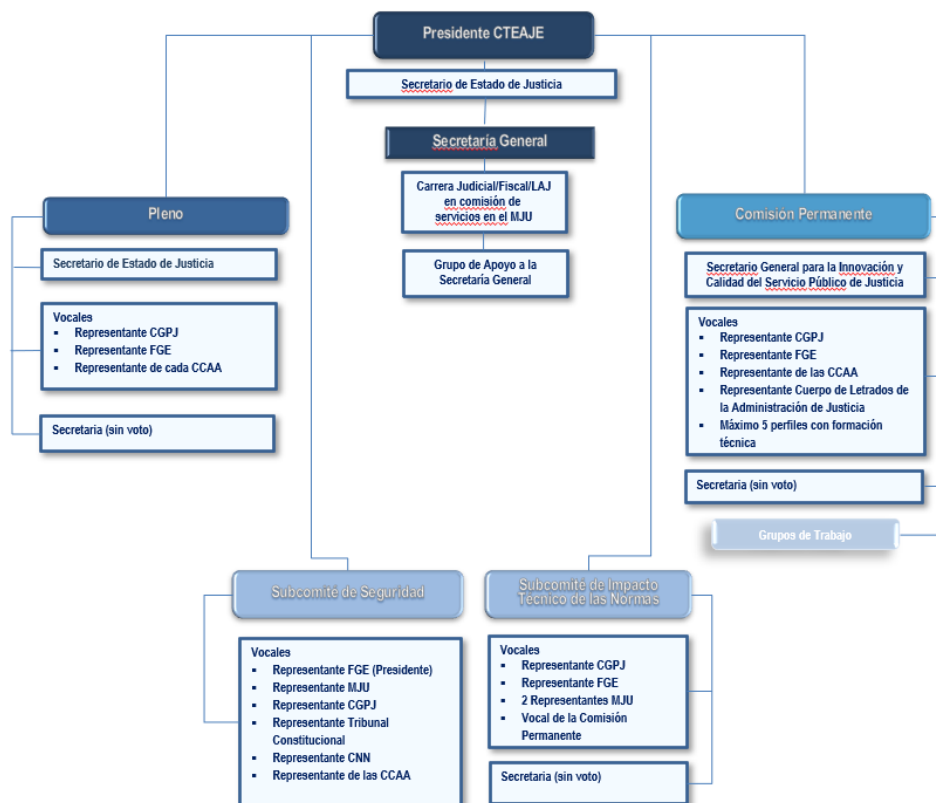 Presidente CTEAJE
Secretario de Estado de Justicia
Secretaría General
Carrera Judicial/Fiscal/LAJ
en comisión de
servicios en el MJU
Grupo de Apoyo a la
Secretaría General
Pleno
Secretario de Estado de Justicia
Vocales
▪ Representante CGPJ
▪ Representante FGE
▪ Representante de cada CCAA
Secretaria (sin voto)
Comisión Permanente
Secretario General para la Innovación y
Calidad del Servicio Público de Justicia
Vocales
▪ Representante CGPJ
▪ Representante FGE
▪ Representante de las CCAA
▪ Representante Cuerpo de Letrados de
la Administración de Justicia
▪ Máximo 5 perfiles con formación
técnica
Secretaria (sin voto)
Grupos de Trabajo
Subcomité de Seguridad
Vocales
▪ Representante FGE (Presidente)
▪ Representante MJU
▪ Representante CGPJ
▪ Representante Tribunal
Constitucional
▪ Representante CNN
▪ Representante de las CCAA
Subcomité de Impacto
Técnico de las Normas
Vocales
▪ Representante CGPJ
▪ Representante FGE
▪ 2 Representantes MJU
▪ Vocal de la Comisión
Permanente
Secretaria (sin voto)